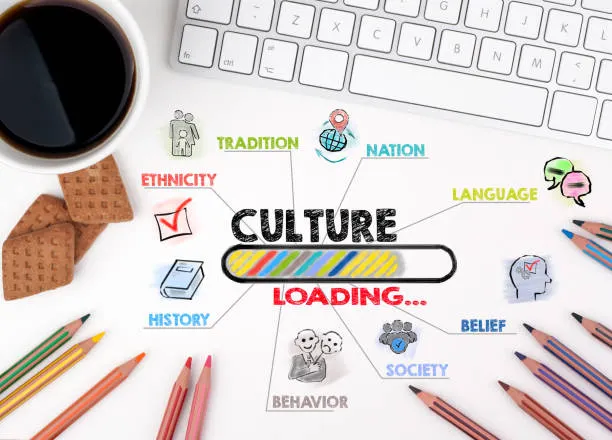 TRADITION
NATION
ETHNICITY
LANGUAGE
CULTURE
LOADING...
HISTORY
BELIEF
SOCIETY
BEHAVIOR